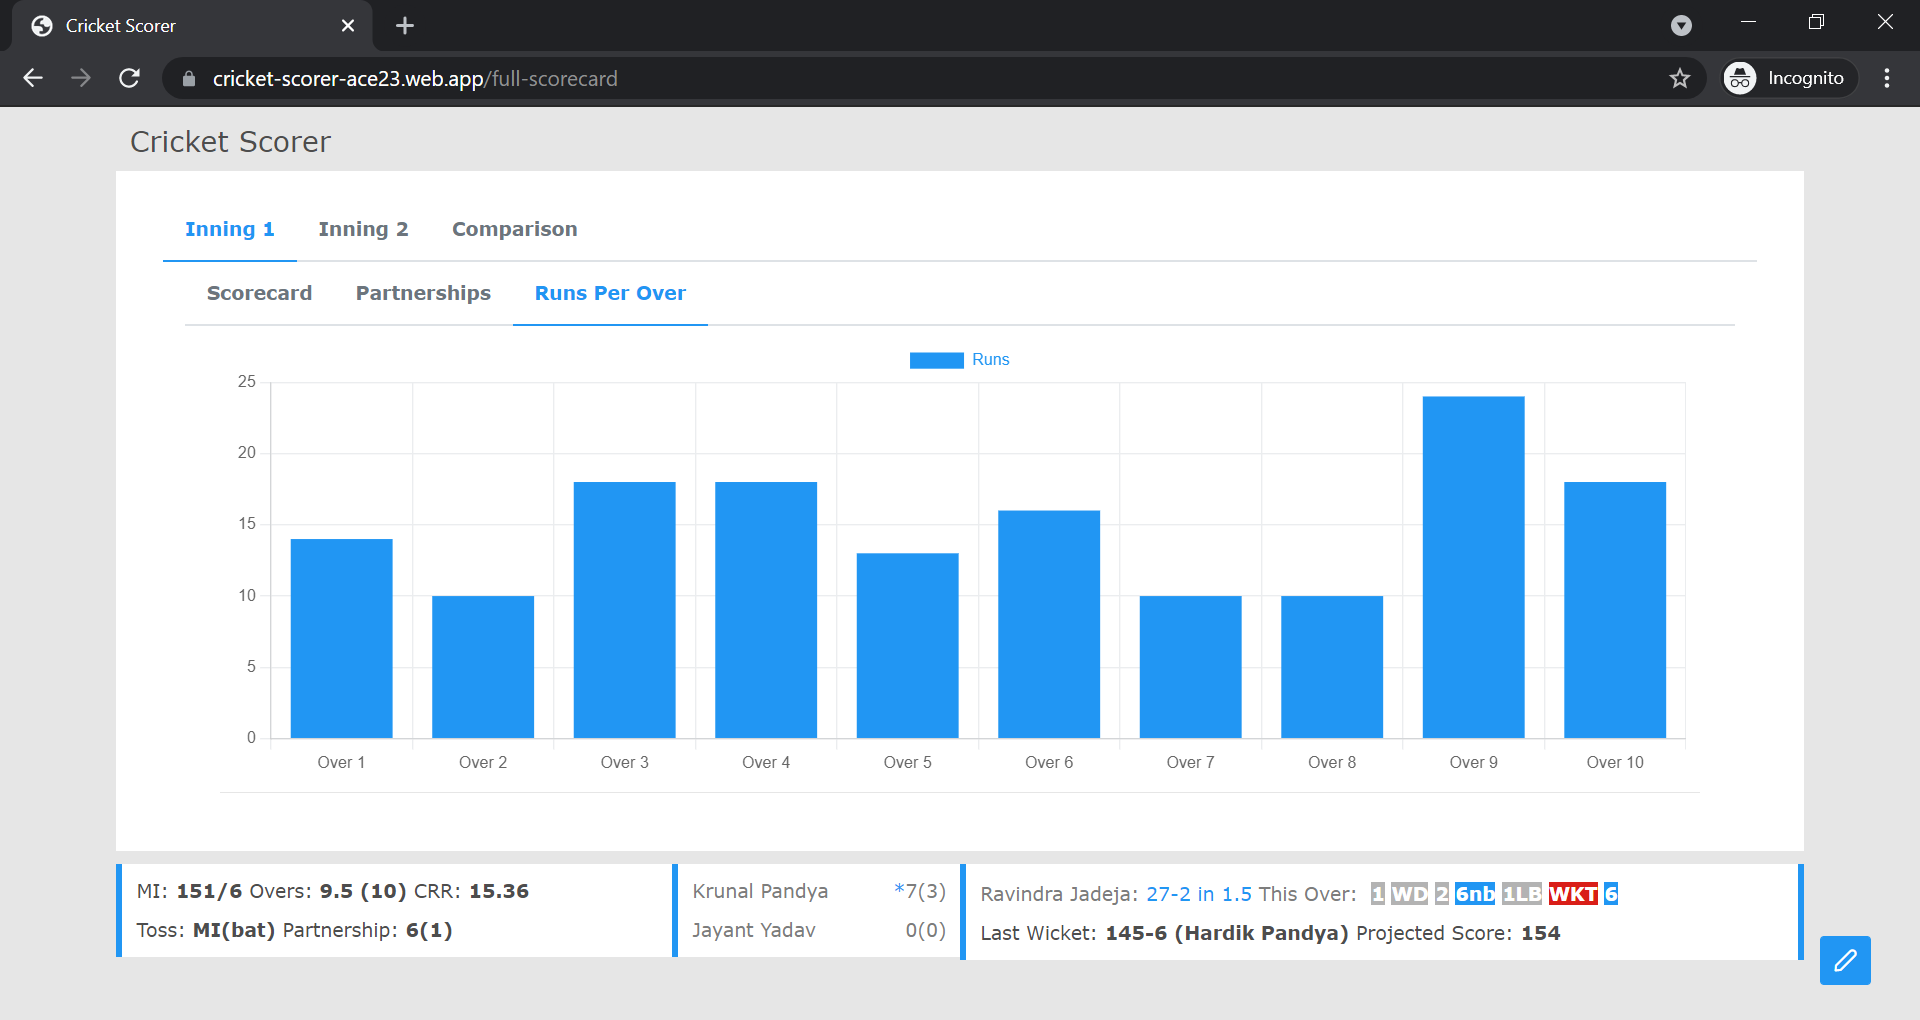 Cricket Scorer
cricket-scorer-ace23.web.app/full-scorecard
Incognito
Cricket Scorer
Inning 1 Inning 2 Comparison
Scorecard Partnerships Runs Per Over
Runs
25
20
15
10
5
0
Over 1 Over 2 Over 3 Over 4 Over 5 Over 6 Over 7 Over 8 Over 9 Over 10
MI: 151/6 Overs: 9.5 (10) CRR: 15.36
Toss: MI(bat) Partnership: 6(1)
Krunal Pandya *7(3)
Jayant Yadav 0(0)
Ravindra Jadeja: 27-2 in 1.5 This Over: 1 WD 2 6nb 1LB WKT 6
Last Wicket: 145-6 (Hardik Pandya) Projected Score: 154